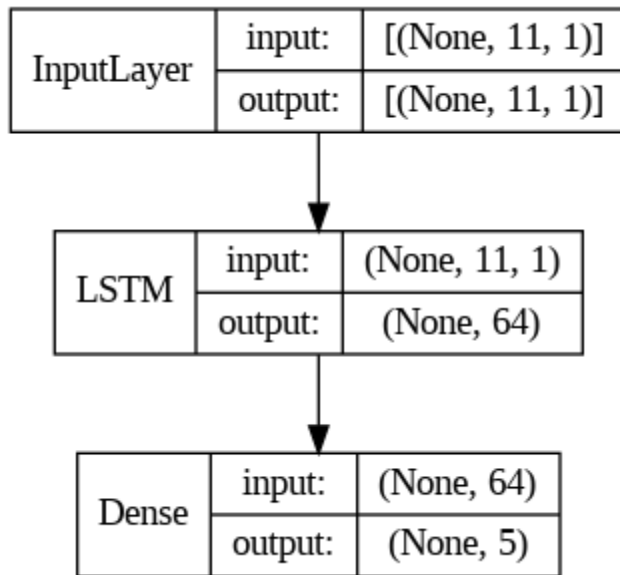 InputLayer
input: [(None, 11, 1)]
output: [(None, 11, 1)]
LSTM
input: (None, 11, 1)
output: (None, 64)
Dense
input: (None, 64)
output: (None, 5)